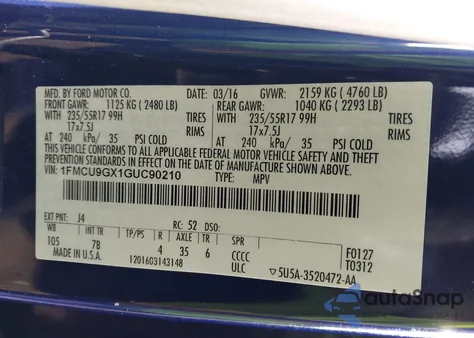 MFD. BY FORD MOTOR CO. 03/16 GVWR: 2159 KG ( 4760 LB)
FRONT GAWR: 1125 KG ( 2480 LB) REAR GAWR: 1040 KG ( 2293 LB)
WITH 235/55R17 99H TIRES WITH 235/55R17 99H TIRES
17x7.5J RIMS 17x7.5J RIMS
AT 240 kPa/ 35 PSI COLD AT 240 kPa/ 35 PSI COLD
THIS VEHICLE CONFORMS TO ALL APPLICABLE FEDERAL MOTOR VEHICLE SAFETY
AND THEFT PREVENTION STANDARDS IN EFFECT ON THE DATE OF MANUFACTURE SHOWN ABOVE.
VIN: 1FMCU9GX1GUC90210 TYPE: MPV
EXT PNT: J4 RC: 52 DSO:
WB TP/PS R AXLE TR SPR F0127
105 7B 4 35 6 CCCC T0312
MADE IN U.S.A. 1201603143148 ULC ▽5U5A-3520472-AA
autoSnap